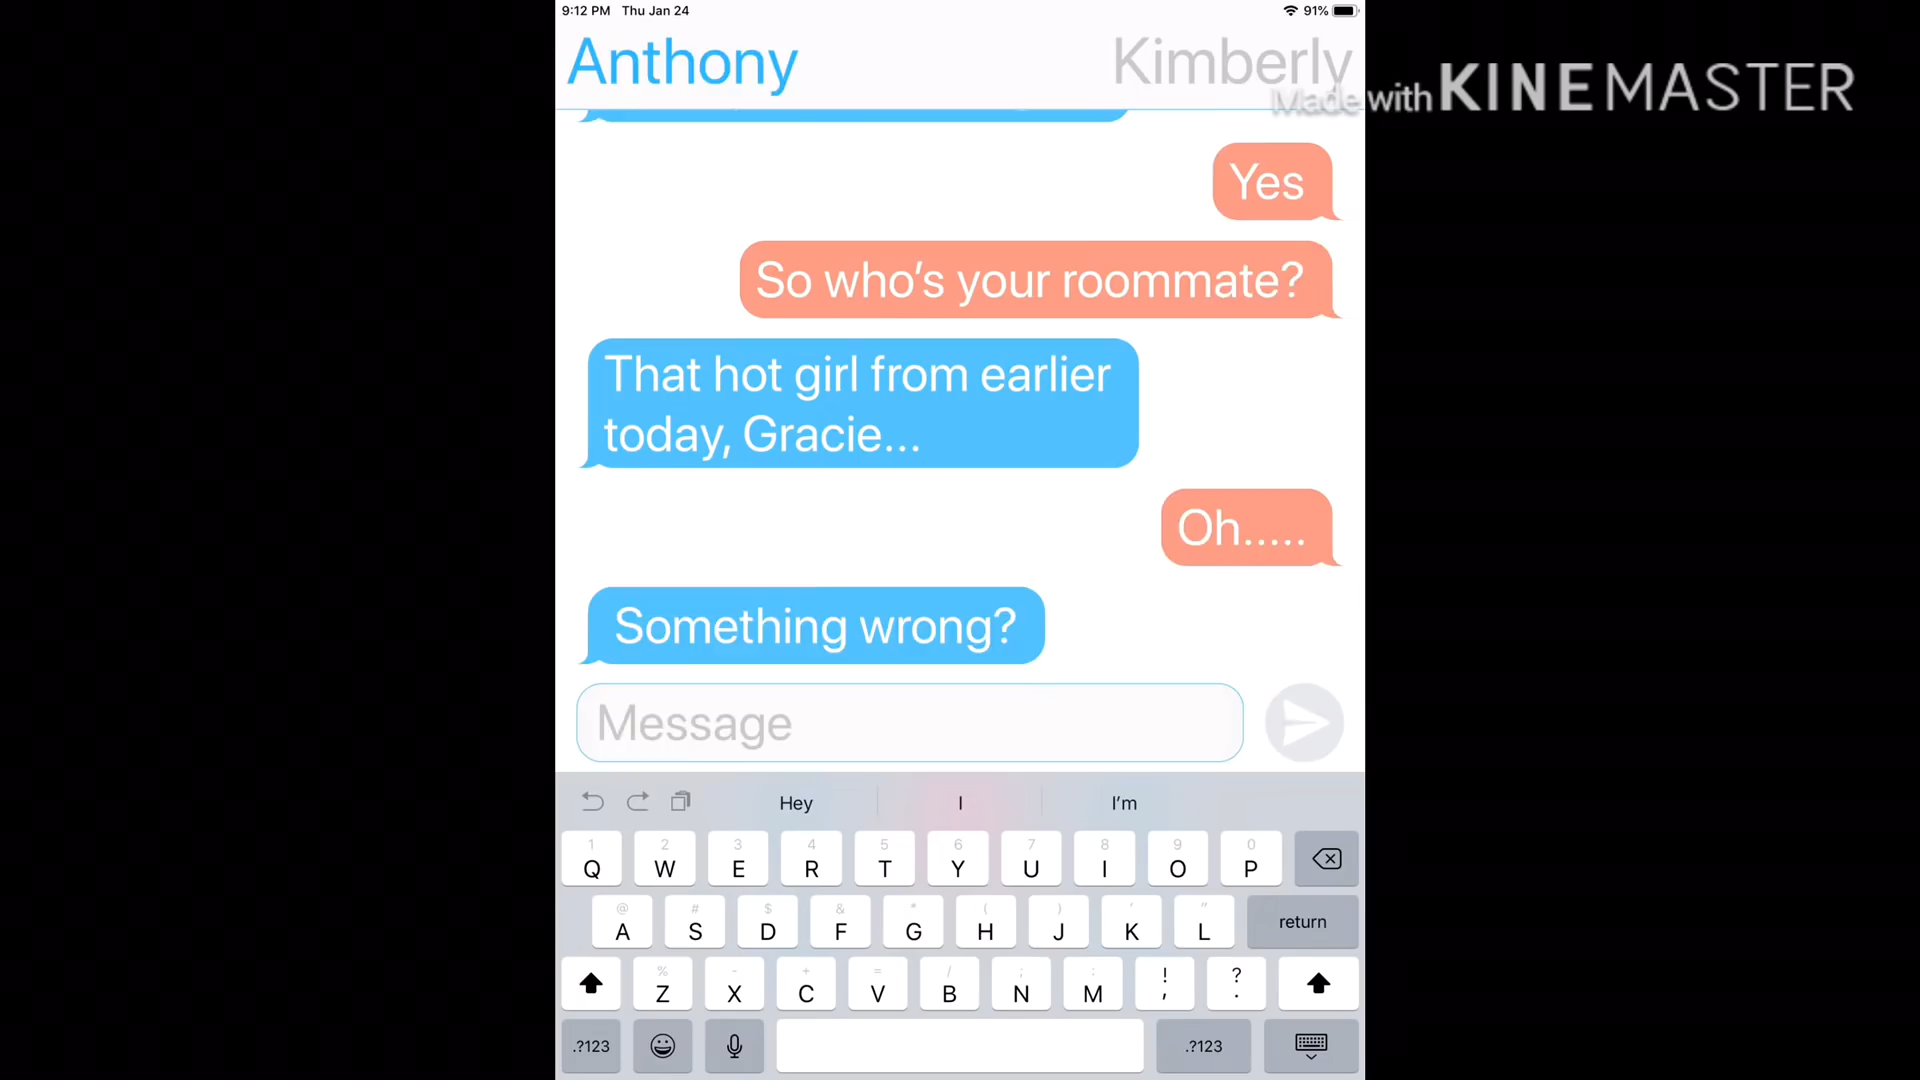 9:12 PM Thu Jan 24
91%
Anthony
Kimberly
Made with KINEMASTER
Yes
So who's your roommate?
That hot girl from earlier
today, Gracie...
Oh.....
Something wrong?
Message
Hey
I
I'm
1 2 3 4 5 6 7 8 9 0
Q W E R T Y U I O P
@ # $ & * ( ) ' "
A S D F G H J K L return
% - + = / ; : ! ?
Z X C V B N M , .
.?123 .?123